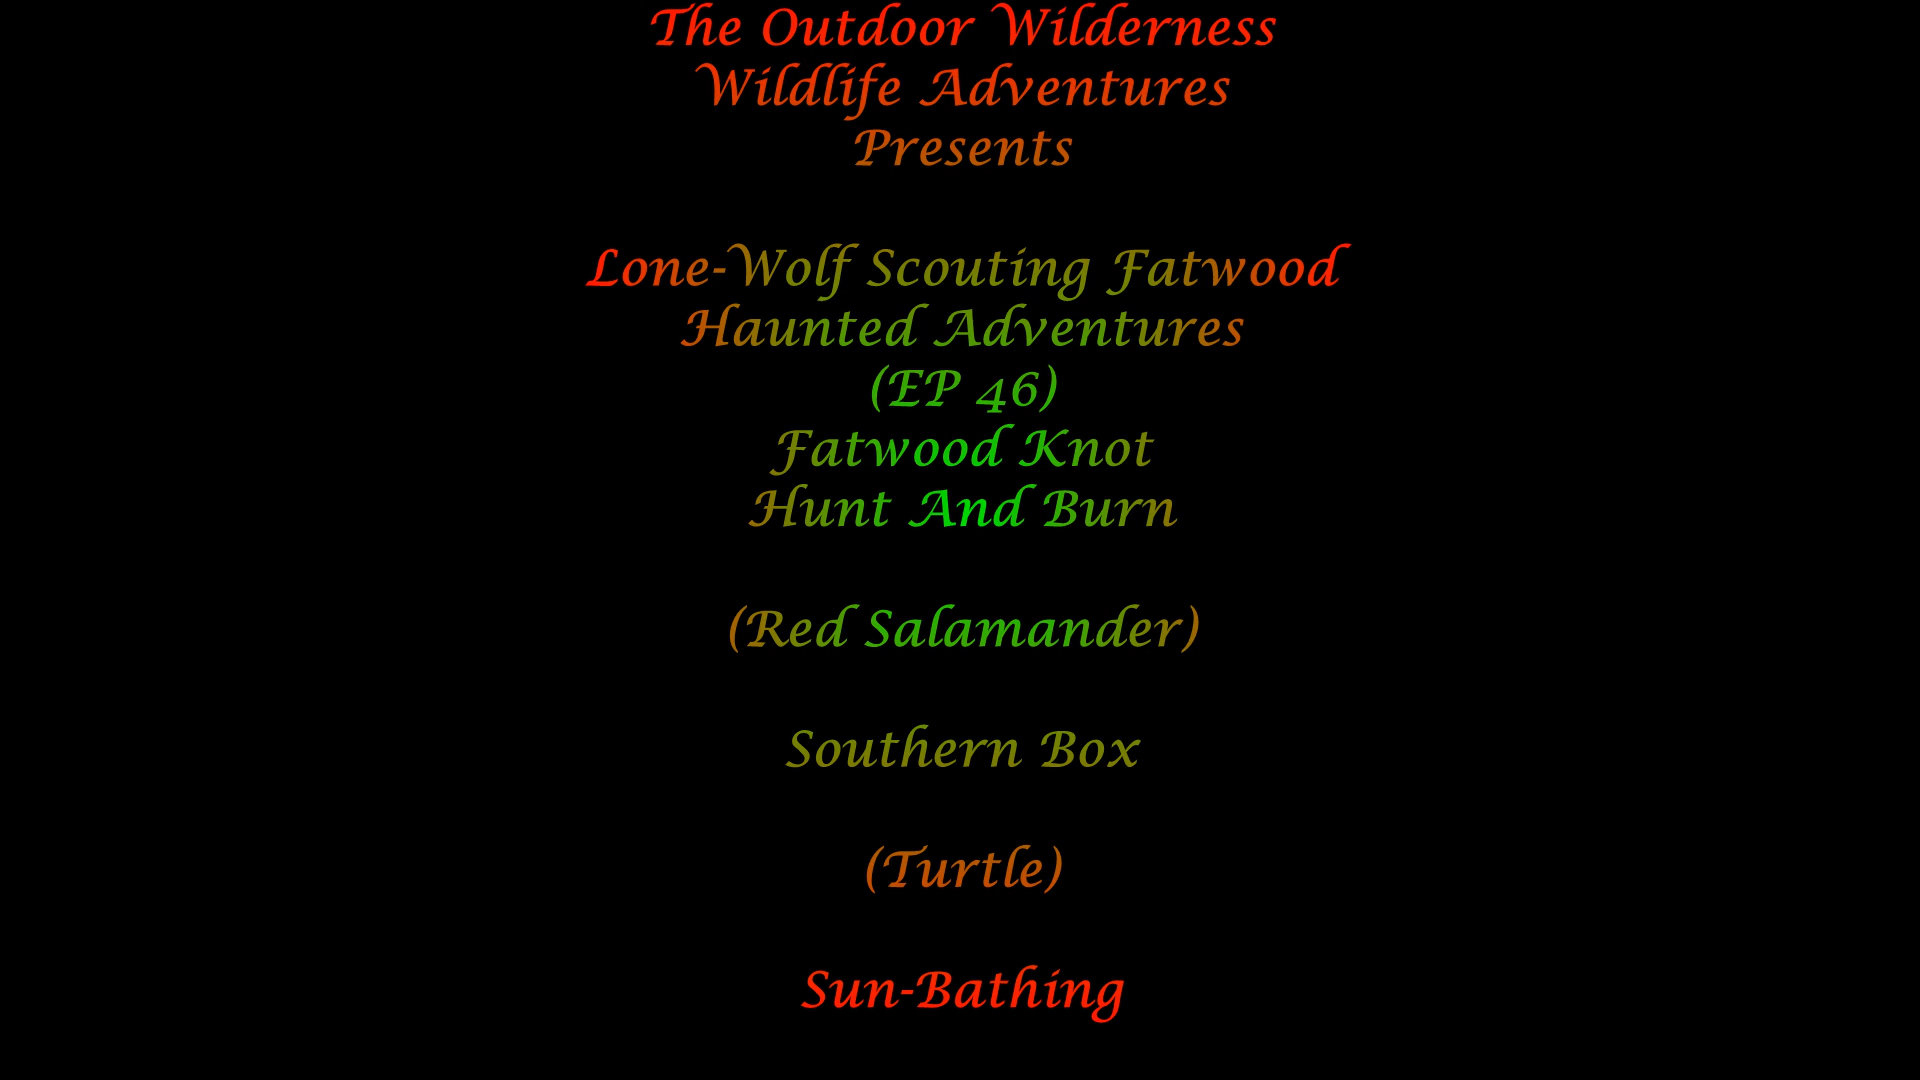 The Outdoor Wilderness
Wildlife Adventures
Presents
Lone-Wolf Scouting Fatwood
Haunted Adventures
(EP 46)
Fatwood Knot
Hunt And Burn
(Red Salamander)
Southern Box
(Turtle)
Sun-Bathing